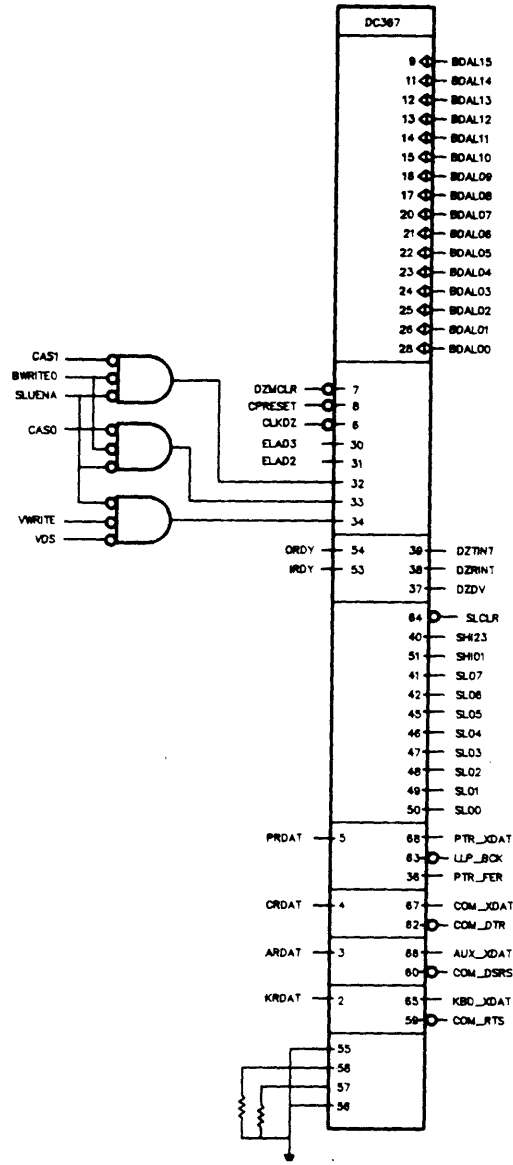 DC367
9 BDAL15
11 BDAL14
12 BDAL13
13 BDAL12
14 BDAL11
15 BDAL10
16 BDAL09
17 BDAL08
20 BDAL07
21 BDAL06
22 BDAL05
23 BDAL04
24 BDAL03
25 BDAL02
26 BDAL01
28 BDAL00
CAS1
BWRITE0
SLUENA
CAS0
VWRITE
VDS
DZMCLR 7
CPRESET 8
CLKDZ 6
ELAD3 30
ELAD2 31
32
33
34
ORDY 54 39 DZTINT
IRDY 53 38 DZRINT
37 DZDV
64 SLCLR
40 SHI23
51 SHI01
41 SL07
42 SL06
45 SL05
46 SL04
47 SL03
48 SL02
49 SL01
50 SL00
PRDAT 5 68 PTR_XDAT
63 LLP_BCK
36 PTR_FER
CRDAT 4 67 COM_XDAT
62 COM_DTR
ARDAT 3 AUX_XDAT
60 COM_DSRS
KRDAT 2 65 KBD_XDAT
59 COM_RTS
55
57